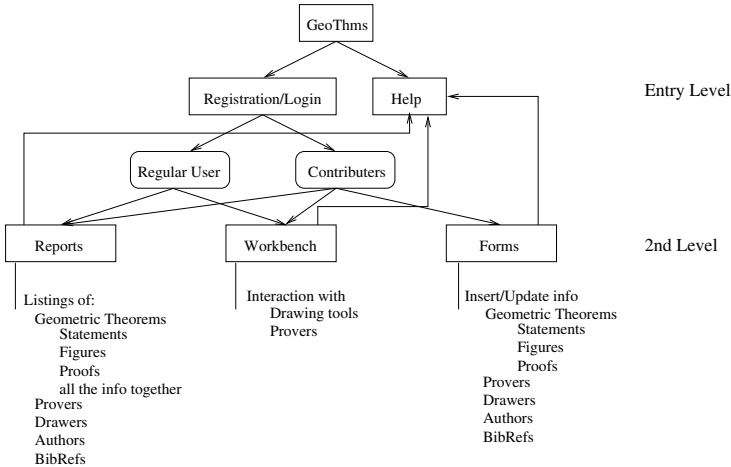 GeoThms
Registration/Login
Help
Entry Level
Regular User
Contributers
Reports
Workbench
Forms
2nd Level
Listings of:
Geometric Theorems
Statements
Figures
Proofs
all the info together
Provers
Drawers
Authors
BibRefs
Interaction with
Drawing tools
Provers
Insert/Update info
Geometric Theorems
Statements
Figures
Proofs
Provers
Drawers
Authors
BibRefs